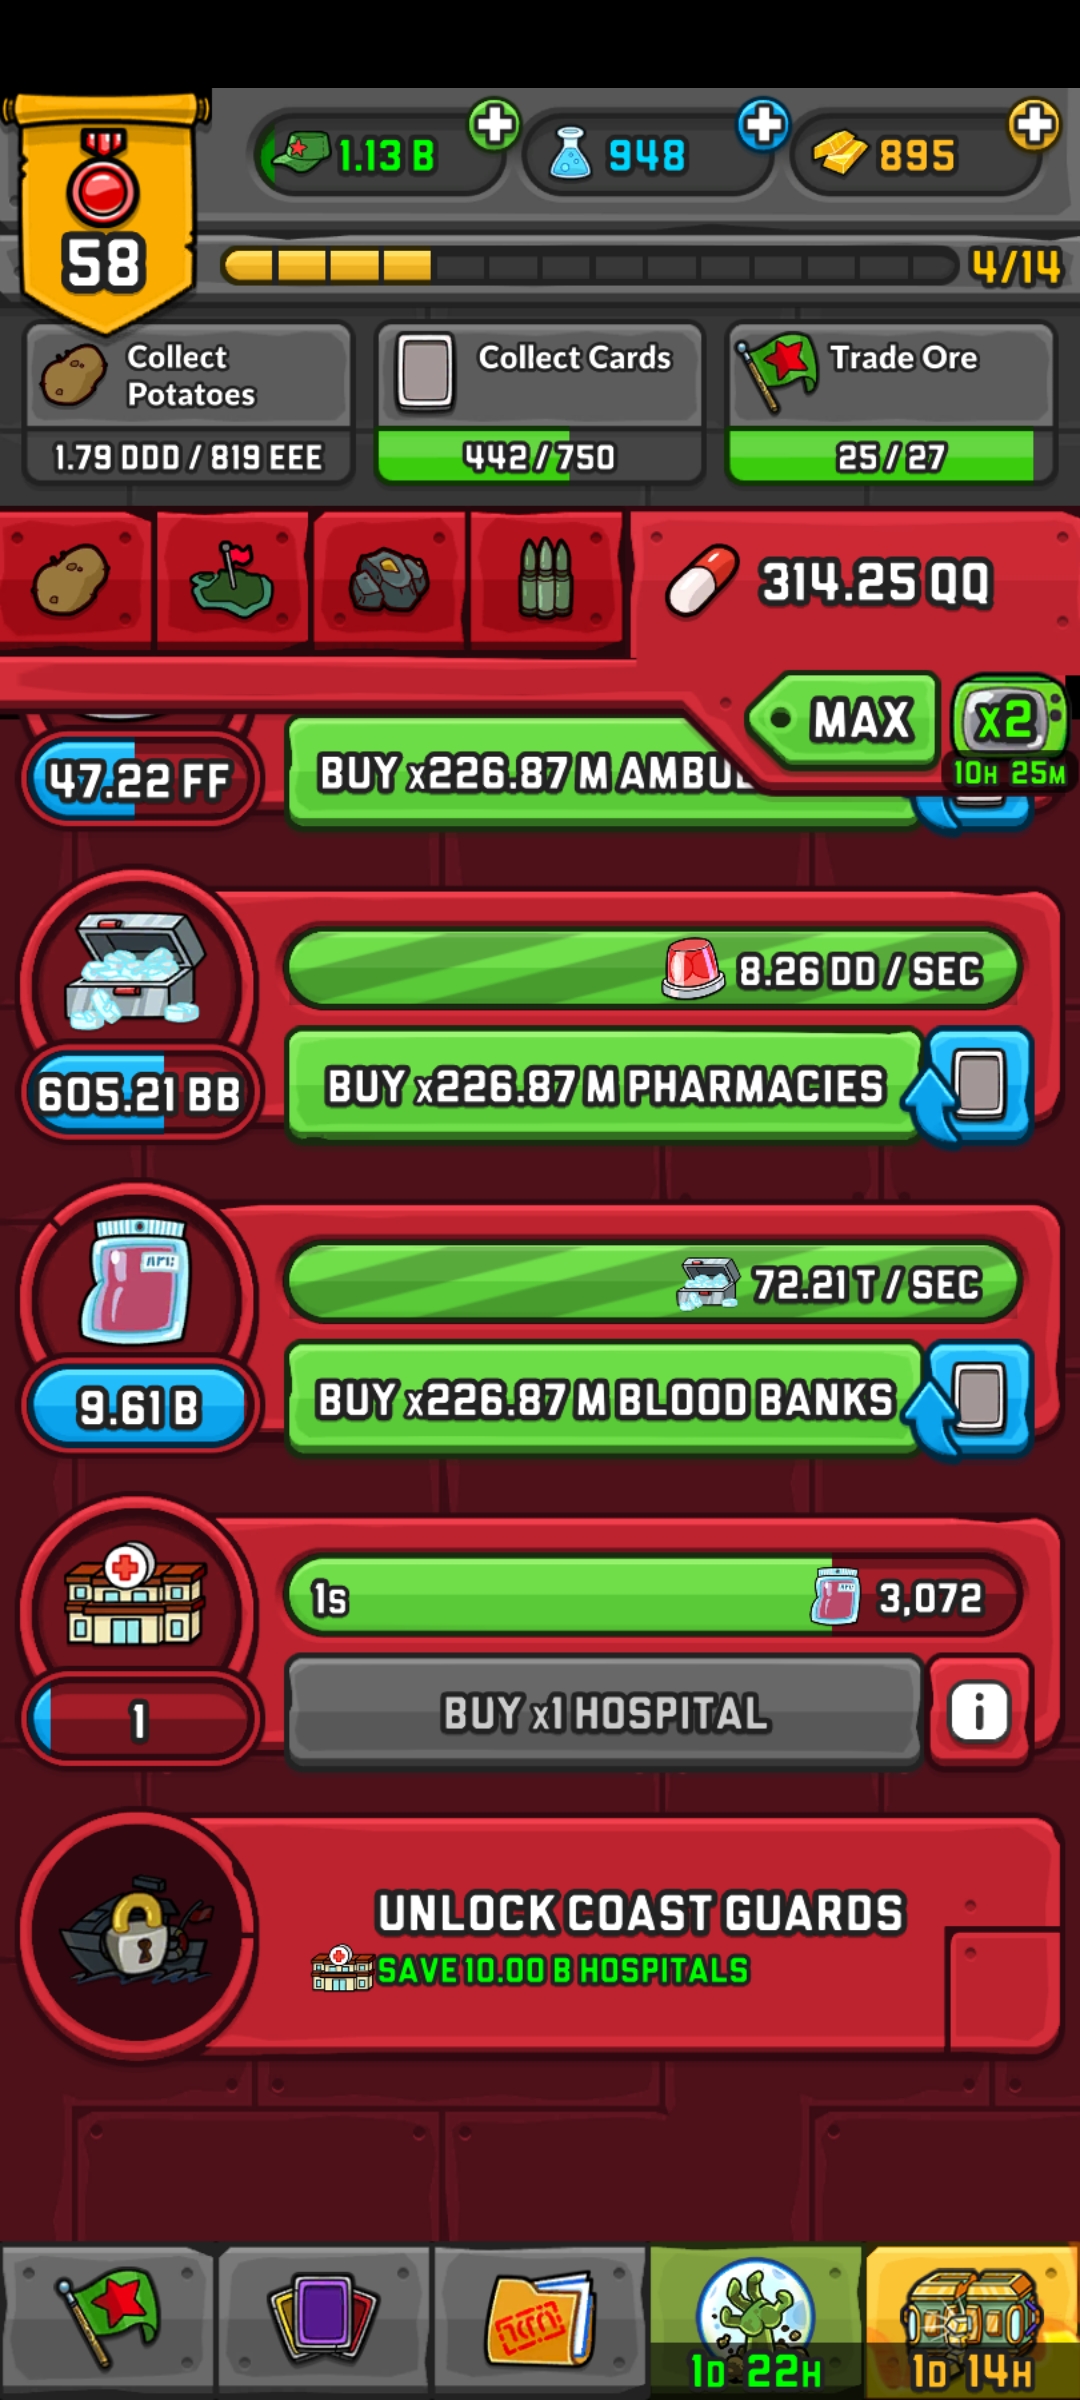 1.13 B
948
895
58
4/14
Collect
Potatoes
Collect Cards
Trade Ore
1.79 DDD / 819 EEE
442/750
25/27
314.25 QQ
MAX
x2
10H 25M
47.22 FF
BUY x226.87 M
8.26 DD / SEC
605.21 BB
BUY x226.87 M PHARMACIES
72.21 T / SEC
9.61 B
BUY x226.87 M BLOOD BANKS
1s
3,072
1
BUY x1 HOSPITAL
i
UNLOCK COAST GUARDS
SAVE 10.00 B HOSPITALS
1D 22H
1D 14H